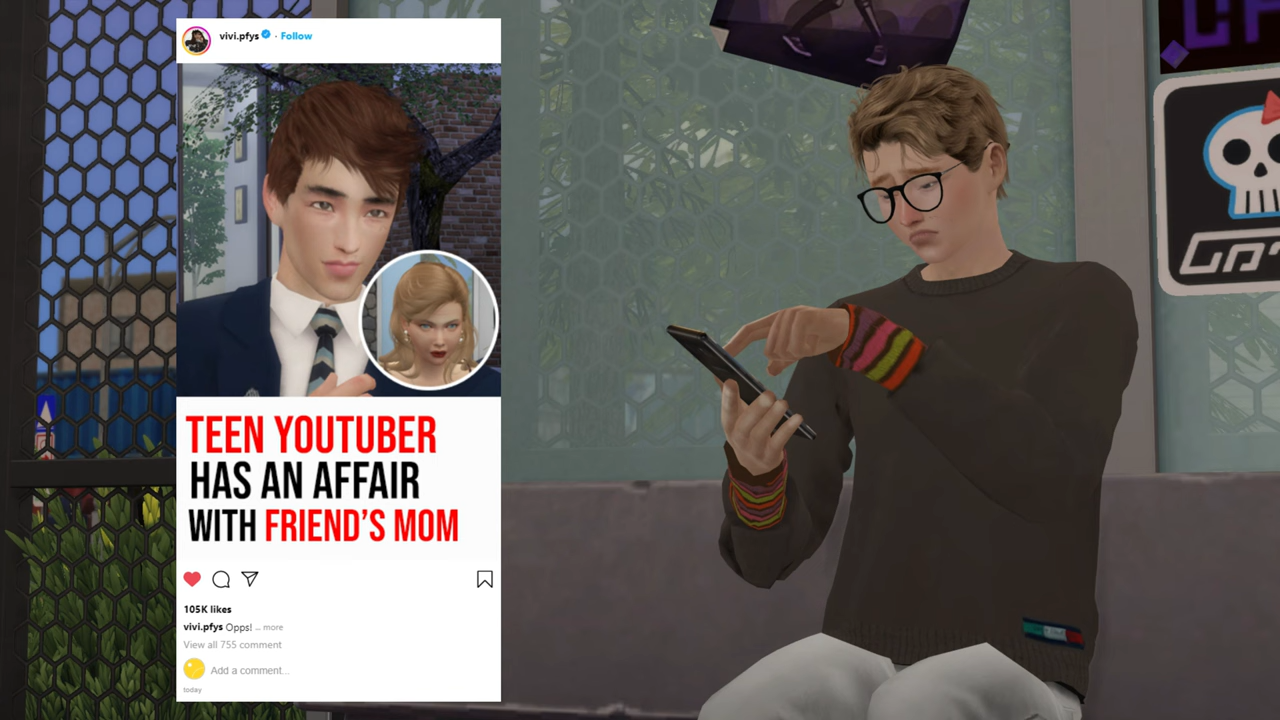 vivi.pfys · Follow
TEEN YOUTUBER
HAS AN AFFAIR
WITH FRIEND'S MOM
105K likes
vivi.pfys Opps! ... more
View all 755 comment
Add a comment...
today